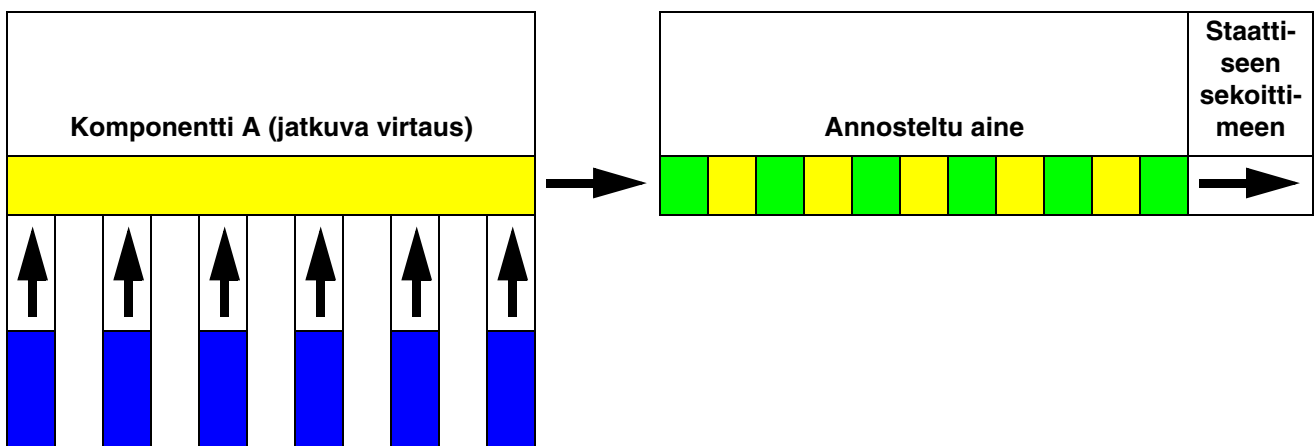 Komponentti A (jatkuva virtaus)
Annosteltu aine
Staatti-
seen
sekoitti-
meen